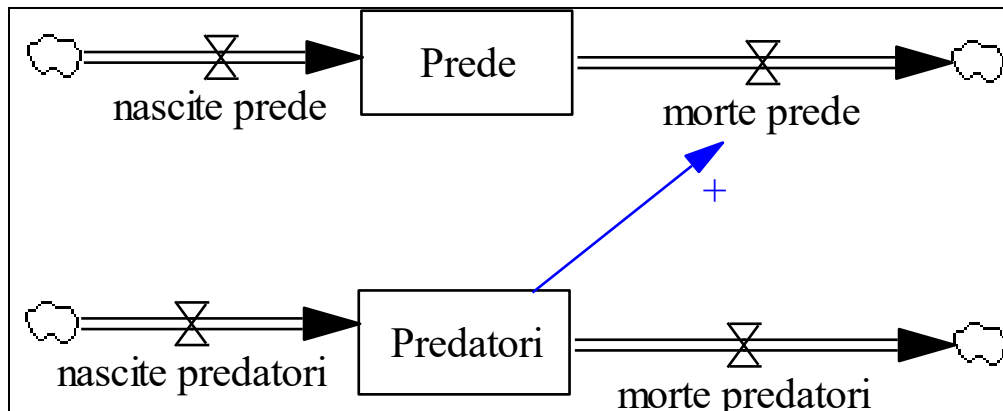 Prede
nascite prede
morte prede
+
Predatori
nascite predatori
morte predatori